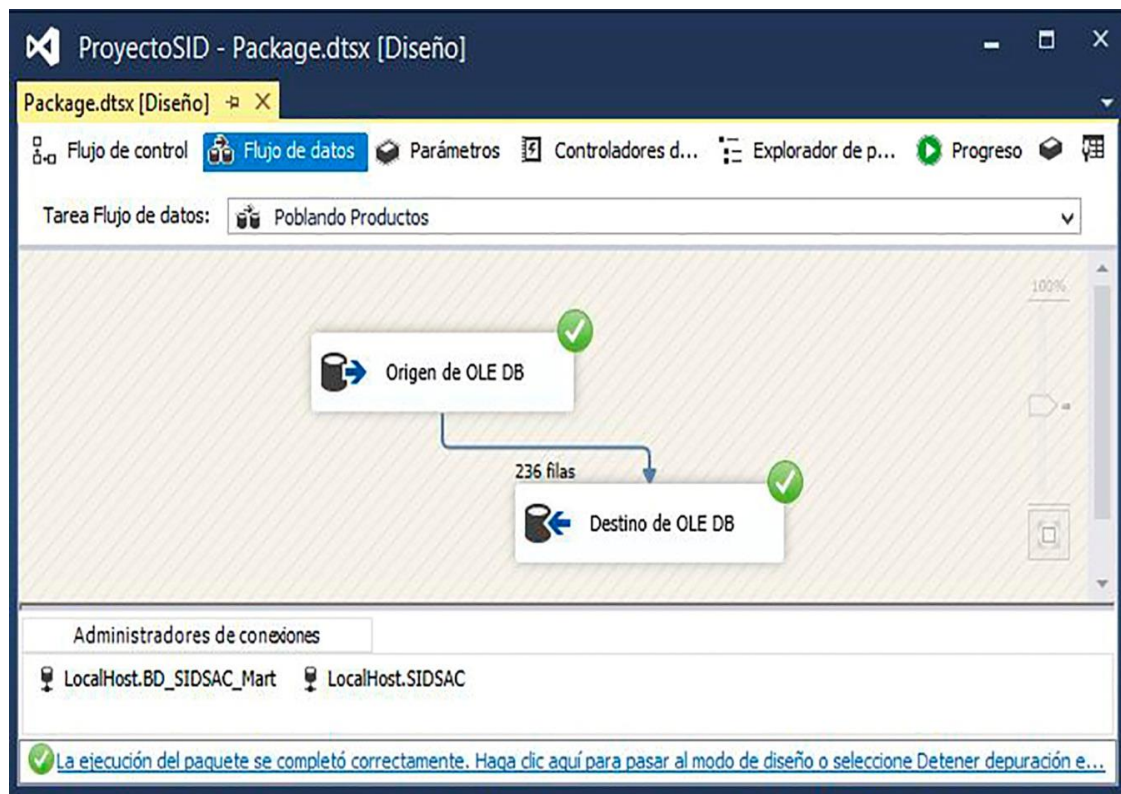 ProyectoSID - Package.dtsx [Diseño]
Package.dtsx [Diseño]
Flujo de control Flujo de datos Parámetros Controladores d... Explorador de p... Progreso
Tarea Flujo de datos: Poblando Productos
100%
Origen de OLE DB
236 filas
Destino de OLE DB
Administradores de conexiones
LocalHost.BD_SIDSAC_Mart LocalHost.SIDSAC
La ejecución del paquete se completó correctamente. Haga clic aquí para pasar al modo de diseño o seleccione Detener depuración e...